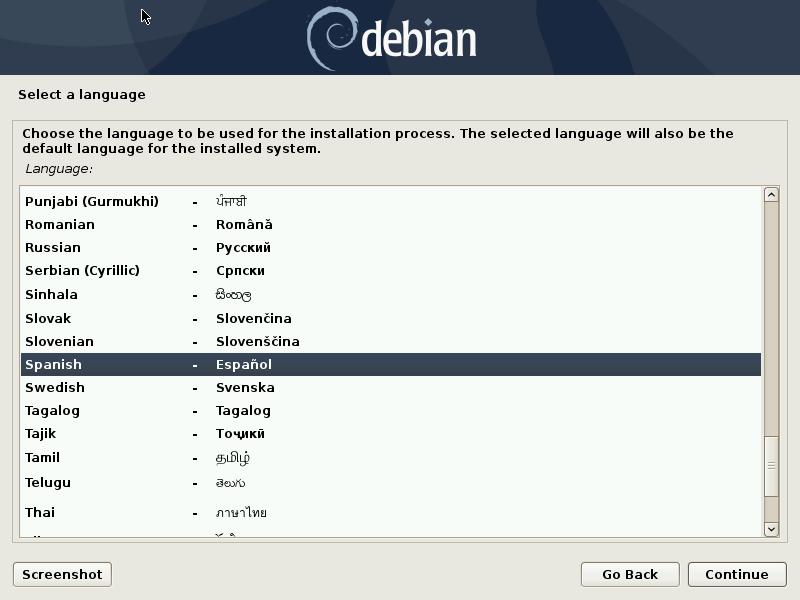 debian
Select a language
Choose the language to be used for the installation process. The selected language will also be the
default language for the installed system.
Language:
Punjabi (Gurmukhi) - ਪੰਜਾਬੀ
Romanian - Română
Russian - Русский
Serbian (Cyrillic) - Српски
Sinhala - සිංහල
Slovak - Slovenčina
Slovenian - Slovenščina
Spanish - Español
Swedish - Svenska
Tagalog - Tagalog
Tajik - Тоҷикӣ
Tamil - தமிழ்
Telugu - తెలుగు
Thai - ภาษาไทย
Screenshot
Go Back
Continue